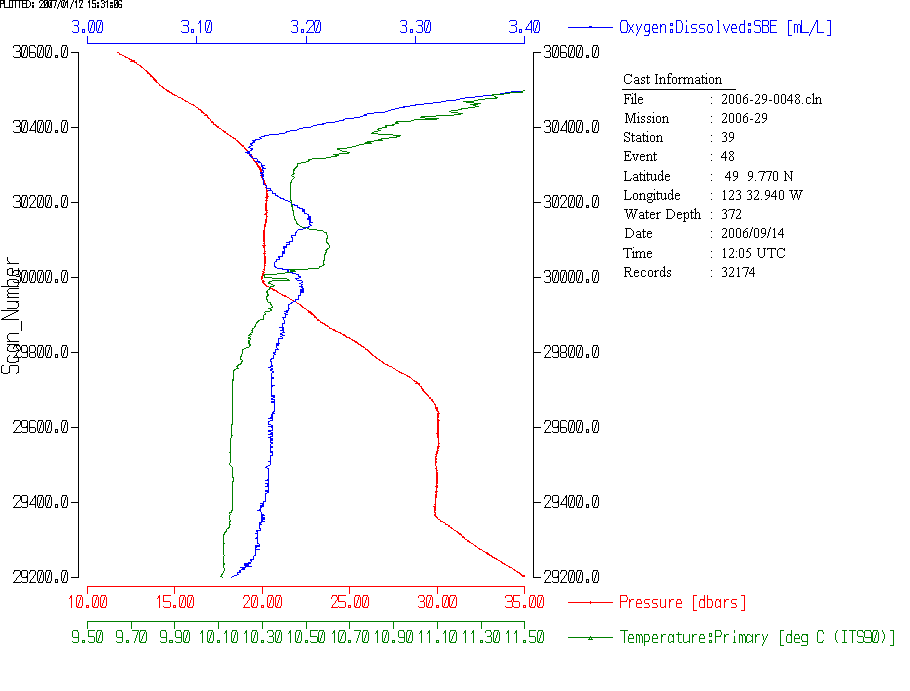 PLOTTED: 2007/01/12 15:31:06
3.00 3.10 3.20 3.30 3.40
Oxygen:Dissolved:SBE [mL/L]
30600.0 30600.0
30400.0 30400.0
30200.0 30200.0
30000.0 30000.0
29800.0 29800.0
29600.0 29600.0
29400.0 29400.0
29200.0 29200.0
Scan_Number
Cast Information
File : 2006-29-0048.cln
Mission : 2006-29
Station : 39
Event : 48
Latitude : 49 9.770 N
Longitude : 123 32.940 W
Water Depth : 372
Date : 2006/09/14
Time : 12:05 UTC
Records : 32174
10.00 15.00 20.00 25.00 30.00 35.00
Pressure [dbars]
9.50 9.70 9.90 10.10 10.30 10.50 10.70 10.90 11.10 11.30 11.50
Temperature:Primary [deg C (ITS90)]